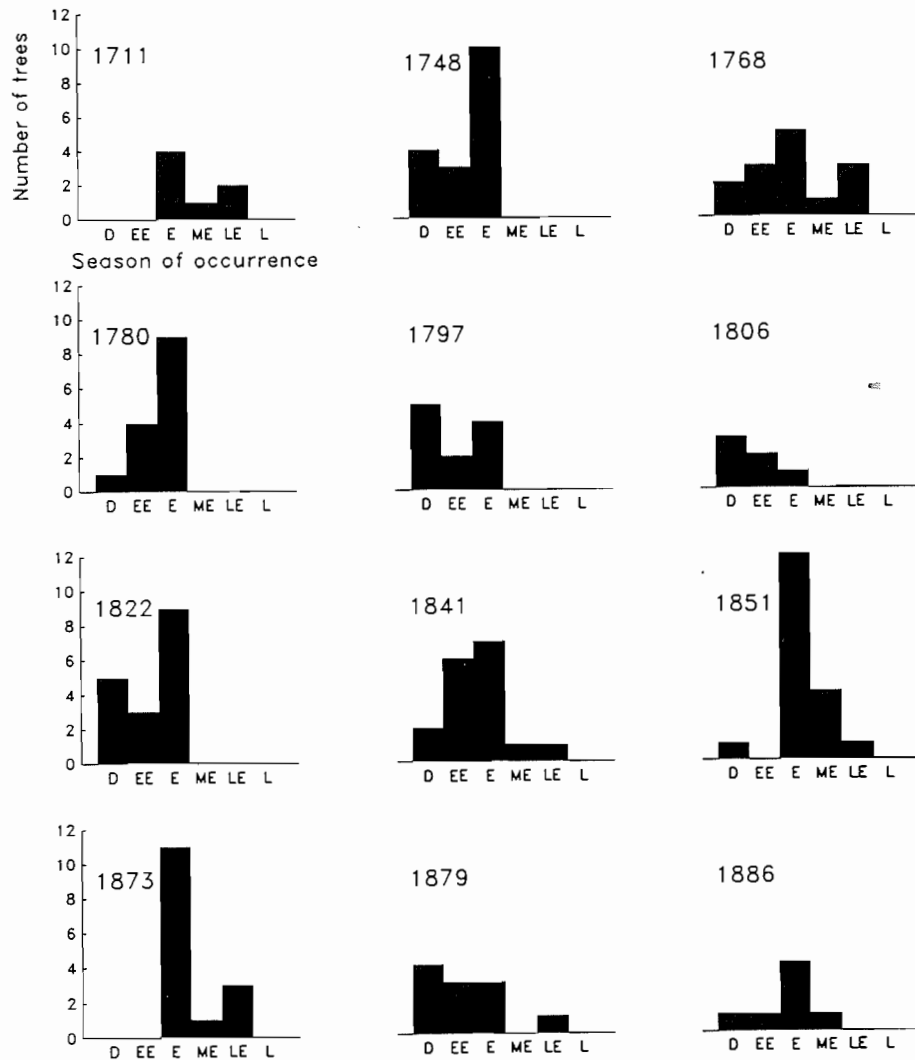 Number of trees
12
10
8
6
4
2
0
1711
D EE E ME LE L
Season of occurrence
1748
D EE E ME LE L
1768
D EE E ME LE L
12
10
8
6
4
2
0
1780
D EE E ME LE L
1797
D EE E ME LE L
1806
D EE E ME LE L
12
10
8
6
4
2
0
1822
D EE E ME LE L
1841
D EE E ME LE L
1851
D EE E ME LE L
12
10
8
6
4
2
0
1873
D EE E ME LE L
1879
D EE E ME LE L
1886
D EE E ME LE L